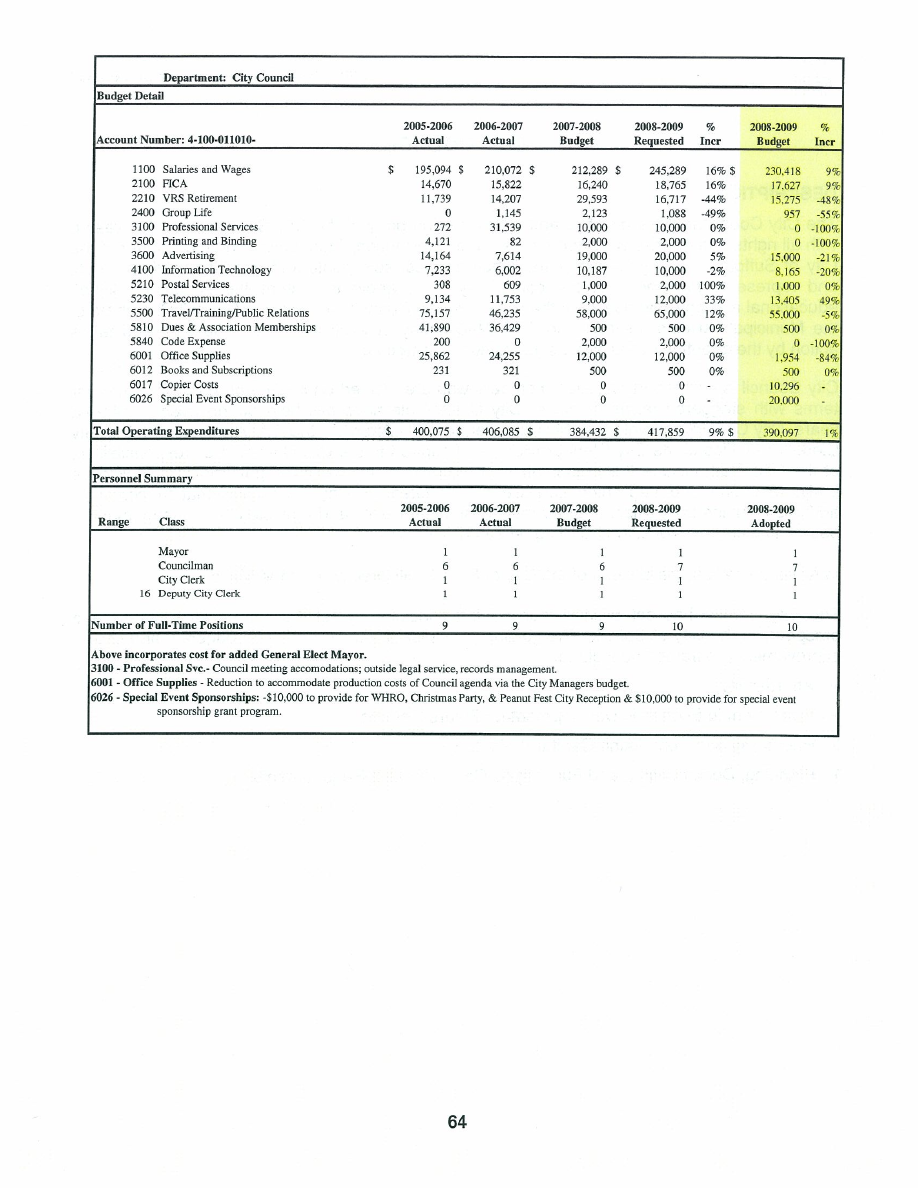 Department: City Council
Budget Detail
2005-2006 2006-2007 2007-2008 2008-2009 % 2008-2009 %
Account Number: 4-100-011010- Actual Actual Budget Requested Incr Budget Incr
1100 Salaries and Wages $ 195,094 $ 210,072 $ 212,289 $ 245,289 16% $ 230,418 9%
2100 FICA 14,670 15,822 16,240 18,765 16% 17,627 9%
2210 VRS Retirement 11,739 14,207 29,593 16,717 -44% 15,275 -48%
2400 Group Life 0 1,145 2,123 1,088 -49% 957 -55%
3100 Professional Services 272 31,539 10,000 10,000 0% 0 -100%
3500 Printing and Binding 4,121 82 2,000 2,000 0% 0 -100%
3600 Advertising 14,164 7,614 19,000 20,000 5% 15,000 -21%
4100 Information Technology 7,233 6,002 10,187 10,000 -2% 8,165 -20%
5210 Postal Services 308 609 1,000 2,000 100% 1,000 0%
5230 Telecommunications 9,134 11,753 9,000 12,000 33% 13,405 49%
5500 Travel/Training/Public Relations 75,157 46,235 58,000 65,000 12% 55,000 -5%
5810 Dues & Association Memberships 41,890 36,429 500 500 0% 500 0%
5840 Code Expense 200 0 2,000 2,000 0% 0 -100%
6001 Office Supplies 25,862 24,255 12,000 12,000 0% 1,954 -84%
6012 Books and Subscriptions 231 321 500 500 0% 500 0%
6017 Copier Costs 0 0 0 0 - 10,296 -
6026 Special Event Sponsorships 0 0 0 0 - 20,000 -
Total Operating Expenditures $ 400,075 $ 406,085 $ 384,432 $ 417,859 9% $ 390,097 1%
Personnel Summary
2005-2006 2006-2007 2007-2008 2008-2009 2008-2009
Range Class Actual Actual Budget Requested Adopted
Mayor 1 1 1 1 1
Councilman 6 6 6 7 7
City Clerk 1 1 1 1 1
16 Deputy City Clerk 1 1 1 1 1
Number of Full-Time Positions 9 9 9 10 10
Above incorporates cost for added General Elect Mayor.
3100 - Professional Svc.- Council meeting accomodations; outside legal service, records management.
6001 - Office Supplies - Reduction to accommodate production costs of Council agenda via the City Managers budget.
6026 - Special Event Sponsorships: -$10,000 to provide for WHRO, Christmas Party, & Peanut Fest City Reception & $10,000 to provide for special event
sponsorship grant program.
64